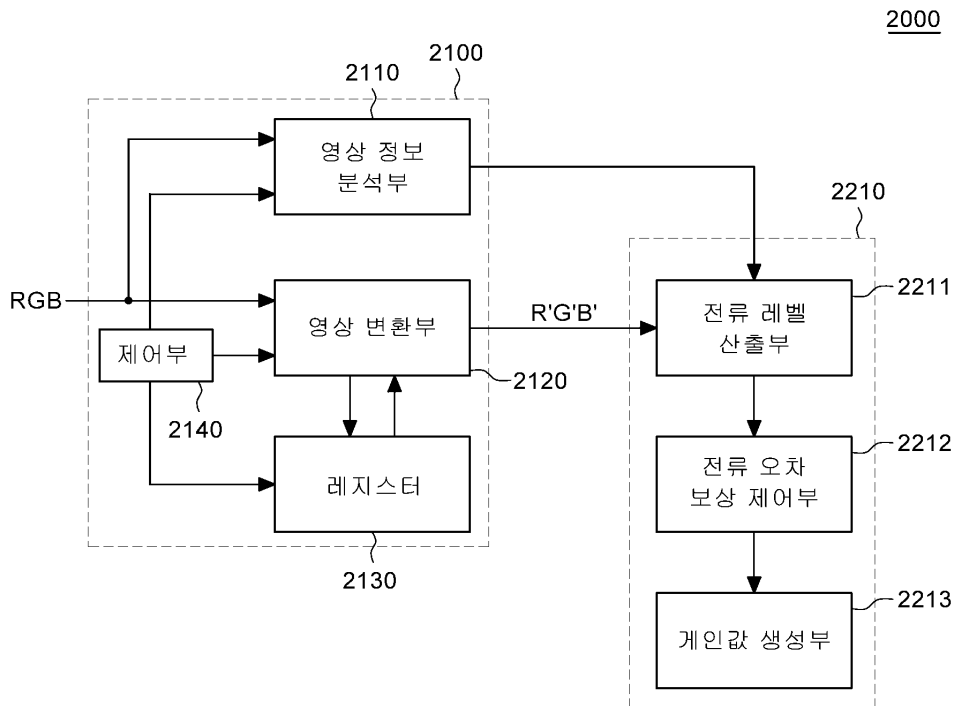 2000
2100
2110
영상 정보
분석부
2210
RGB
영상 변환부
R'G'B'
2211
전류 레벨
산출부
제어부
2120
2140
2212
레지스터
전류 오차
보상 제어부
2130
2213
게인값 생성부